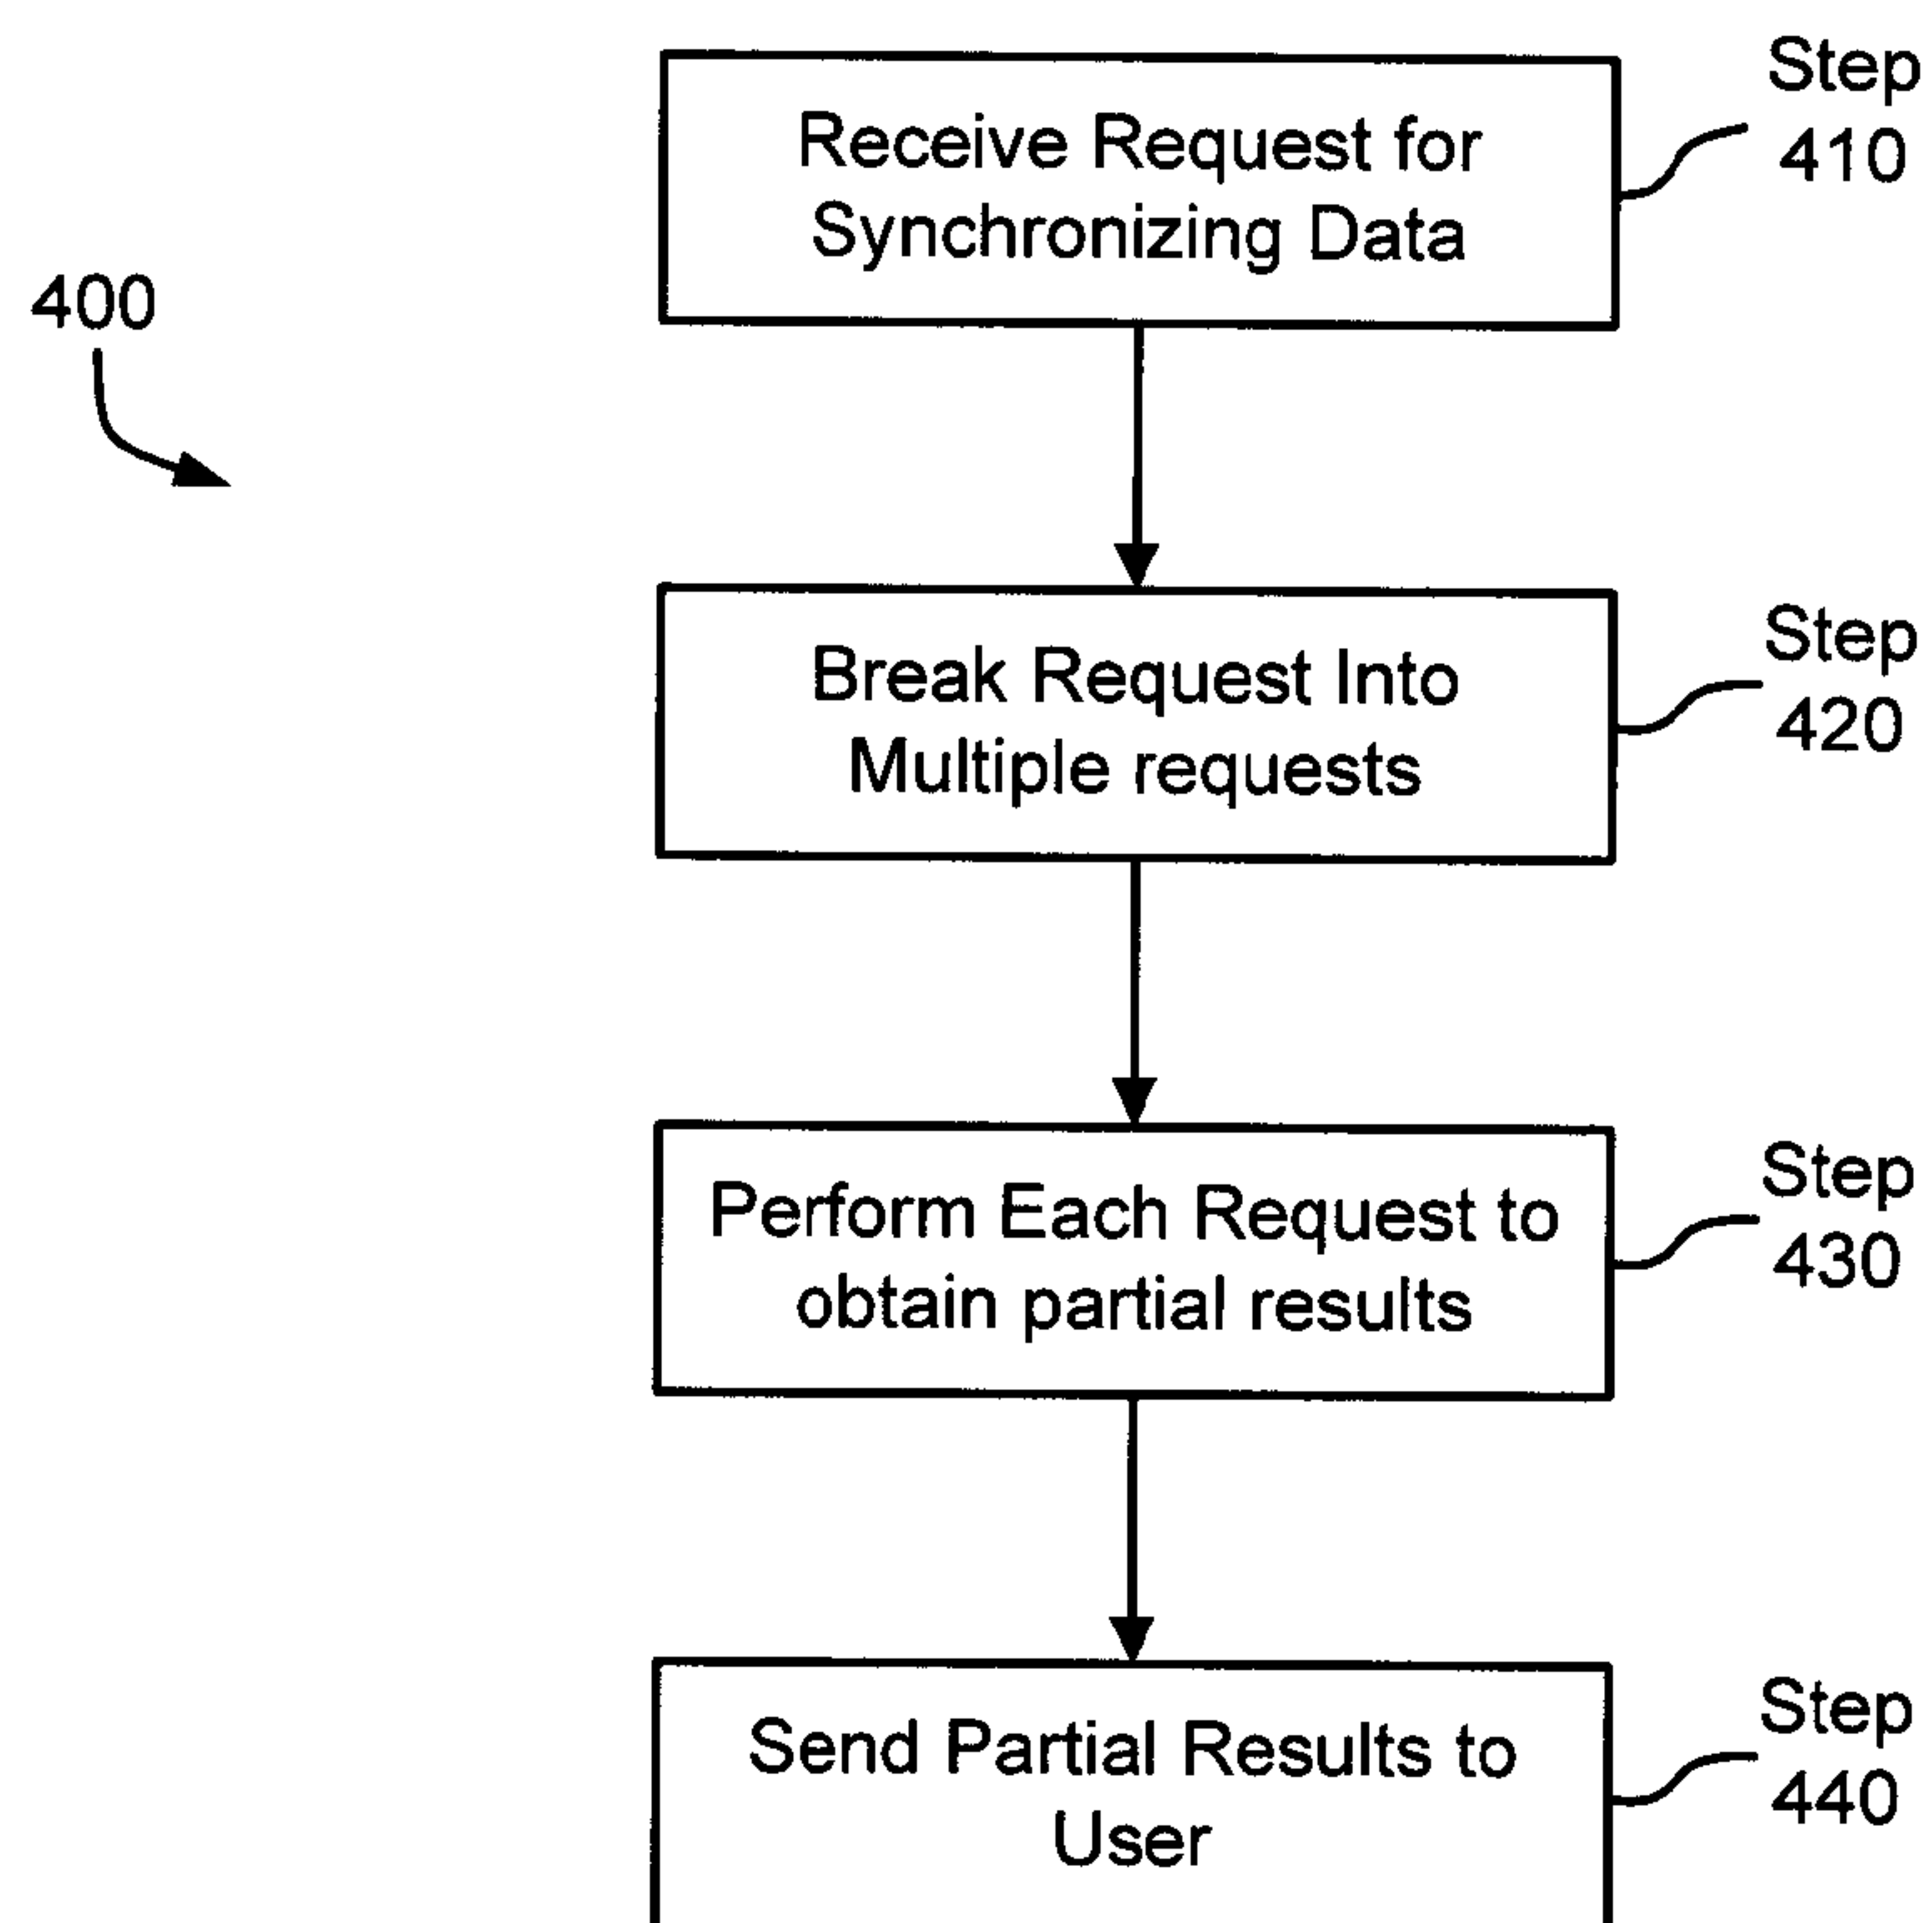 Step
410
Receive Request for
Synchronizing Data
400
Step
420
Break Request Into
Multiple requests
Step
430
Perform Each Request to
obtain partial results
Step
440
Send Partial Results to
User